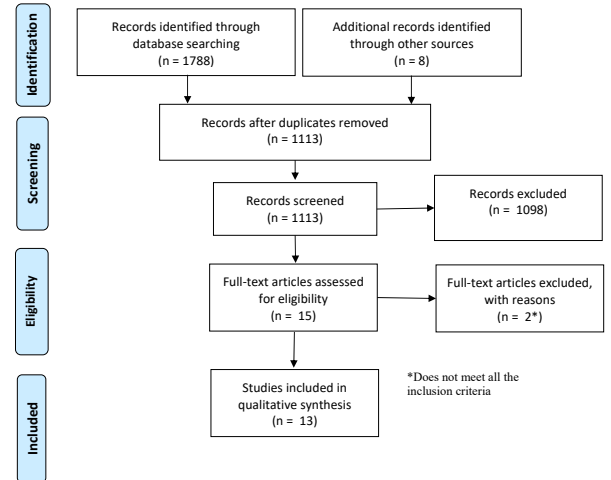 Identification
Records identified through
database searching
(n = 1788)
Additional records identified
through other sources
(n = 8)
Records after duplicates removed
(n = 1113)
Screening
Records screened
(n = 1113)
Records excluded
(n = 1098)
Eligibility
Full-text articles assessed
for eligibility
(n = 15)
Full-text articles excluded,
with reasons
(n = 2*)
Included
Studies included in
qualitative synthesis
(n = 13)
*Does not meet all the
inclusion criteria